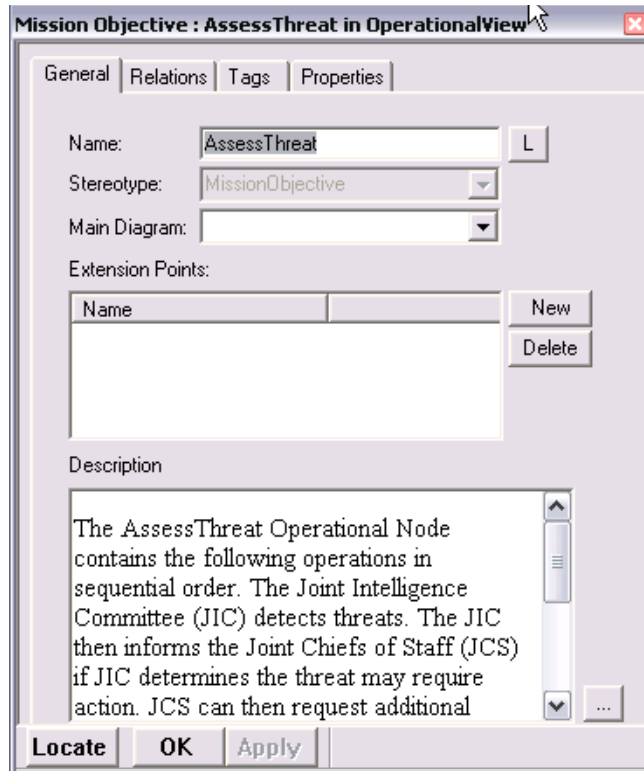 Mission Objective : AssessThreat in OperationalView
General Relations Tags Properties
Name: AssessThreat L
Stereotype: MissionObjective
Main Diagram:
Extension Points:
Name New
Delete
Description
The AssessThreat Operational Node
contains the following operations in
sequential order. The Joint Intelligence
Committee (JIC) detects threats. The JIC
then informs the Joint Chiefs of Staff (JCS)
if JIC determines the threat may require
action. JCS can then request additional
...
Locate OK Apply